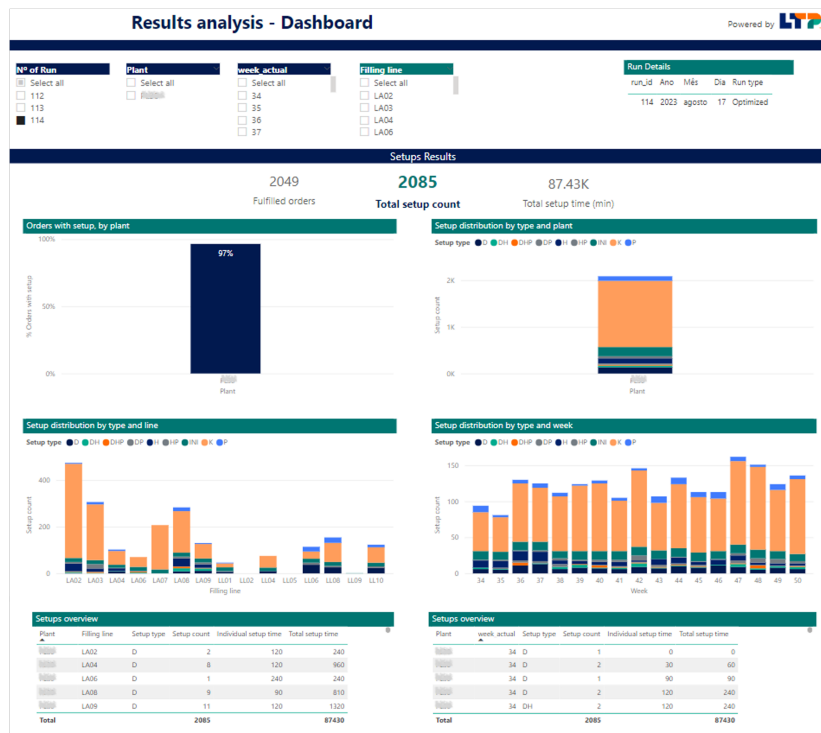 Results analysis - Dashboard
Powered by LTP
Nº of Run
Select all
112
113
114
Plant
Select all
week_actual
Select all
34
35
36
37
Filling line
Select all
LA02
LA03
LA04
LA06
Run Details
run_id Ano Mês Dia Run type
114 2023 agosto 17 Optimized
Setups Results
2049
Fulfilled orders
2085
Total setup count
87.43K
Total setup time (min)
Orders with setup, by plant
100%
50%
0%
% Orders with setup
97%
Plant
Setup distribution by type and plant
Setup type D DH DHP DP H HP INI K P
2K
1K
0K
Setup count
Plant
Setup distribution by type and line
Setup type D DH DHP DP H HP INI K P
400
200
0
Setup count
LA02 LA03 LA04 LA06 LA07 LA08 LA09 LL01 LL02 LL04 LL05 LL06 LL08 LL09 LL10
Filling line
Setup distribution by type and week
Setup type D DH DHP DP H HP INI K P
150
100
50
0
Setup count
34 35 36 37 38 39 40 41 42 43 44 45 46 47 48 49 50
Week
Setups overview
Plant Filling line Setup type Setup count Individual setup time Total setup time
LA02 D 2 120 240
LA04 D 8 120 960
LA06 D 1 240 240
LA08 D 9 90 810
LA09 D 11 120 1320
Total 2085 87430
Setups overview
Plant week_actual Setup type Setup count Individual setup time Total setup time
34 D 1 0 0
34 D 2 30 60
34 D 1 90 90
34 D 2 120 240
34 DH 2 120 240
Total 2085 87430